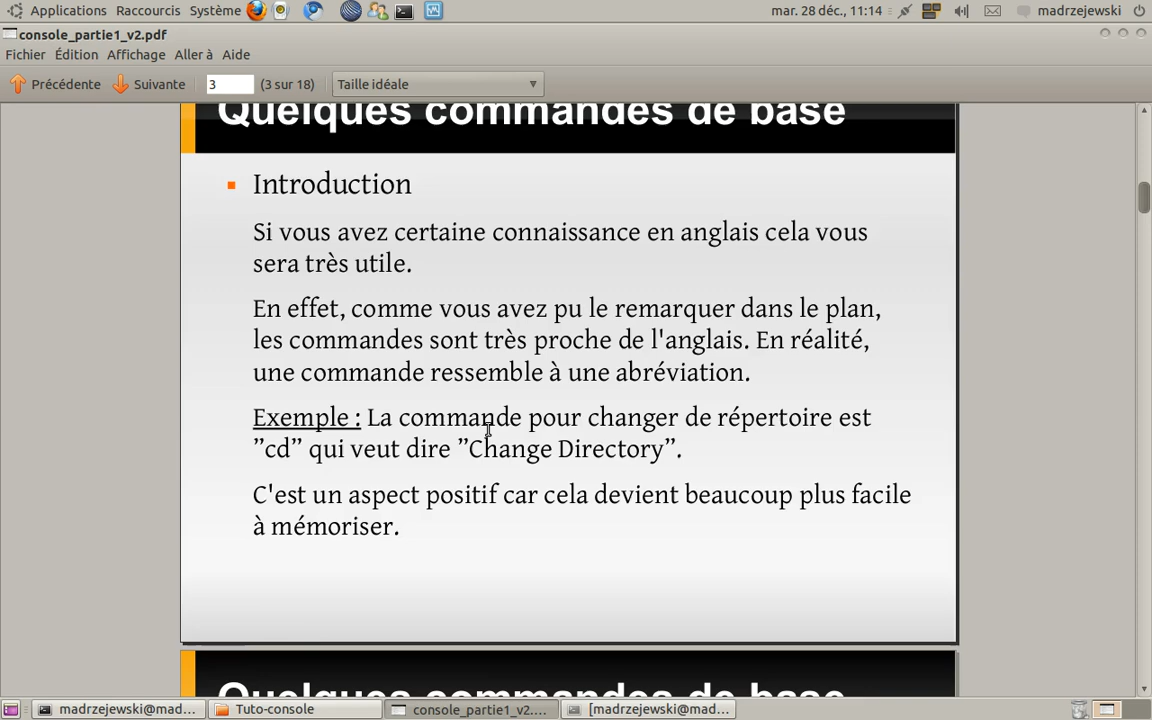 Applications Raccourcis Système mar. 28 déc., 11:14 madrzejewski
console_partie1_v2.pdf
Fichier Édition Affichage Aller à Aide
Précédente Suivante 3 (3 sur 18) Taille idéale
Quelques commandes de base
Introduction
Si vous avez certaine connaissance en anglais cela vous
sera très utile.
En effet, comme vous avez pu le remarquer dans le plan,
les commandes sont très proche de l'anglais. En réalité,
une commande ressemble à une abréviation.
Exemple : La commande pour changer de répertoire est
”cd” qui veut dire ”Change Directory”.
C'est un aspect positif car cela devient beaucoup plus facile
à mémoriser.
Quelques commandes de base
madrzejewski@mad... Tuto-console console_partie1_v2.... [madrzejewski@mad...